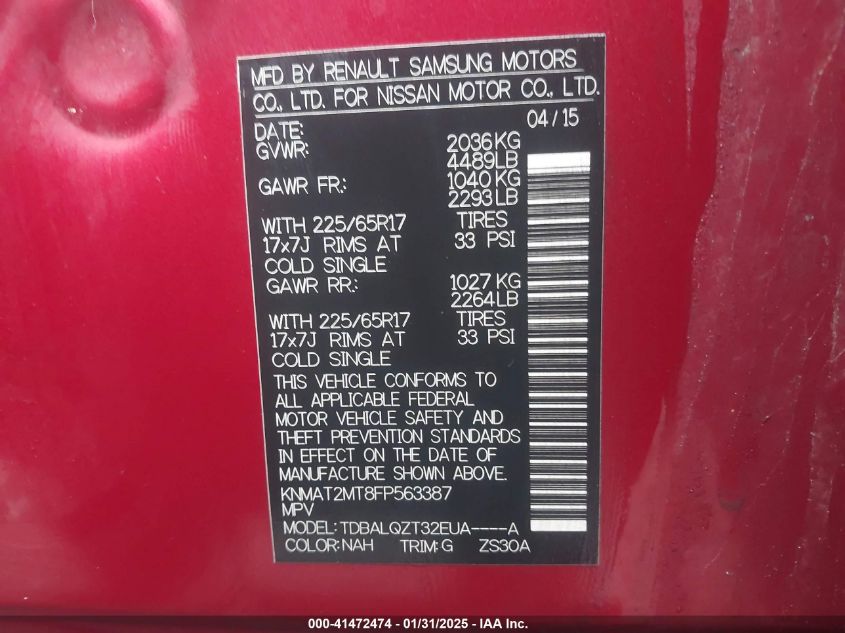 MFD BY RENAULT SAMSUNG MOTORS
CO., LTD. FOR NISSAN MOTOR CO., LTD.
DATE: 04/15
GVWR: 2036KG
4489LB
GAWR FR.: 1040KG
2293LB
WITH 225/65R17 TIRES
17x7J RIMS AT 33 PSI
COLD SINGLE
GAWR RR.: 1027KG
2264LB
WITH 225/65R17 TIRES
17x7J RIMS AT 33 PSI
COLD SINGLE
THIS VEHICLE CONFORMS TO
ALL APPLICABLE FEDERAL
MOTOR VEHICLE SAFETY AND
THEFT PREVENTION STANDARDS
IN EFFECT ON THE DATE OF
MANUFACTURE SHOWN ABOVE.
KNMAT2MT8FP563387
MPV
MODEL: TDBALQZT32EUA----A
COLOR: NAH TRIM: G ZS30A
000-41472474 - 01/31/2025 - IAA Inc.